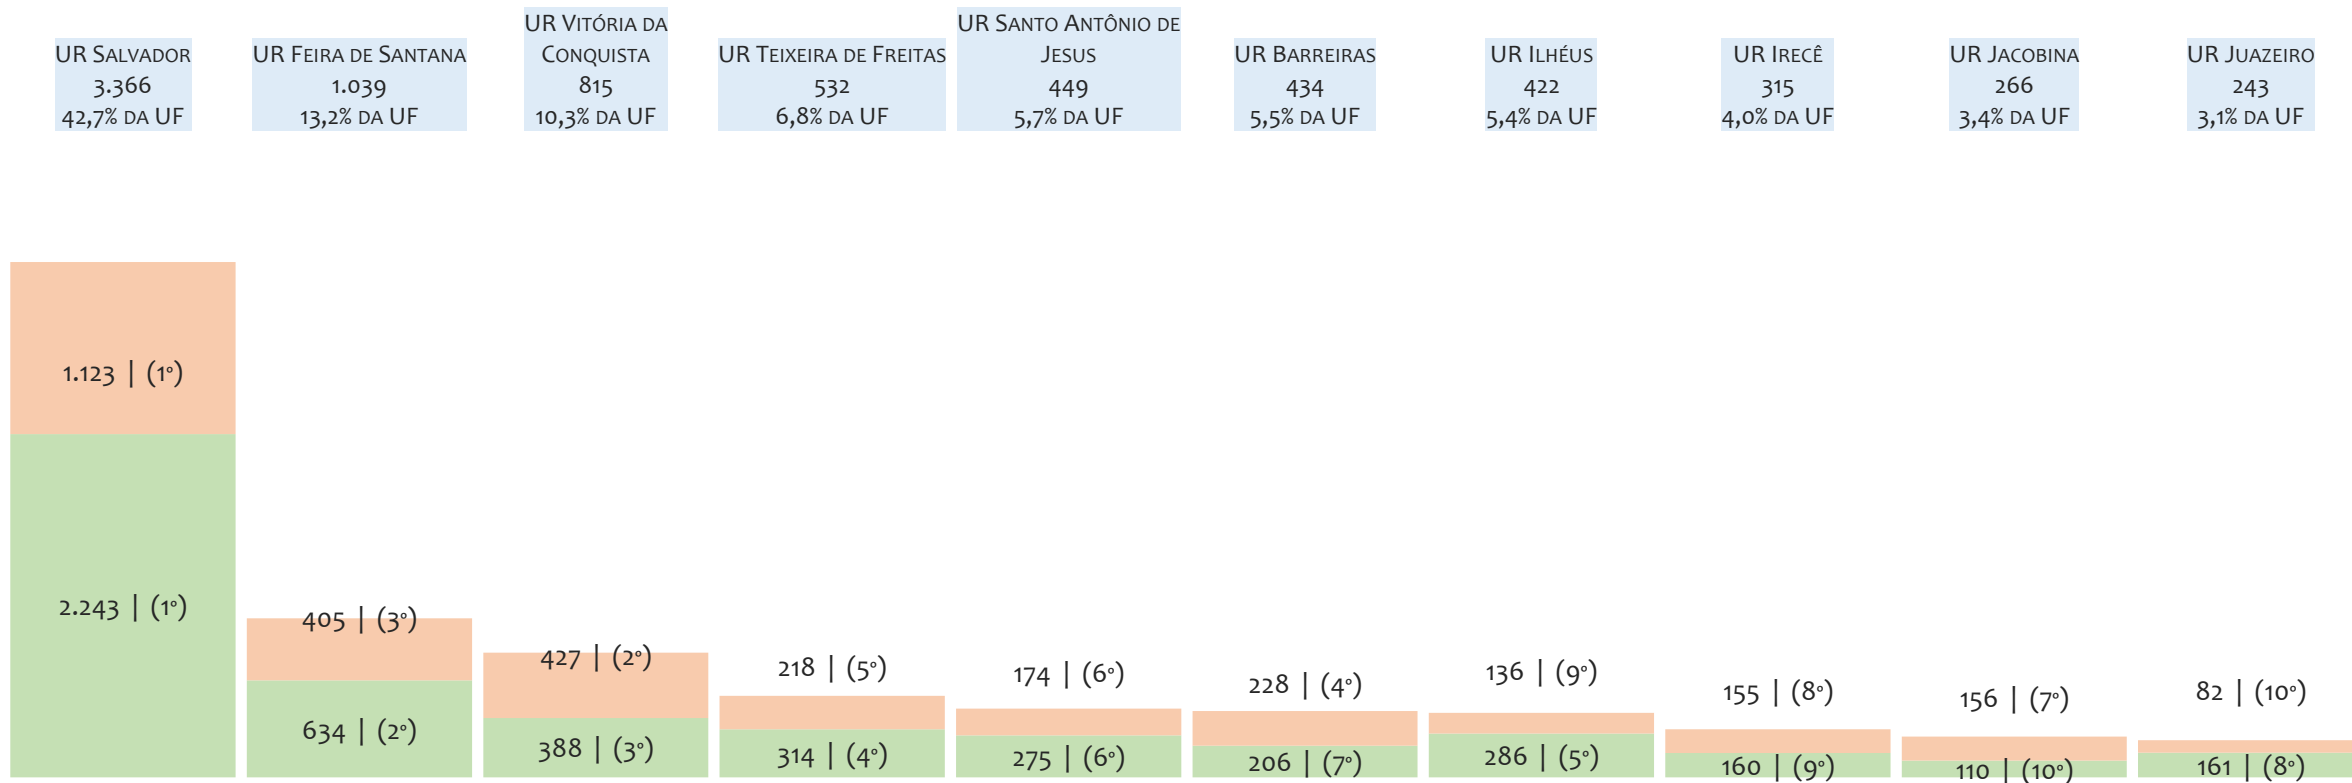 UR SALVADOR
3.366
42,7% DA UF
UR FEIRA DE SANTANA
1.039
13,2% DA UF
UR VITÓRIA DA
CONQUISTA
815
10,3% DA UF
UR TEIXEIRA DE FREITAS
532
6,8% DA UF
UR SANTO ANTÔNIO DE
JESUS
449
5,7% DA UF
UR BARREIRAS
434
5,5% DA UF
UR ILHÉUS
422
5,4% DA UF
UR IRECÊ
315
4,0% DA UF
UR JACOBINA
266
3,4% DA UF
UR JUAZEIRO
243
3,1% DA UF
1.123 | (1º)
2.243 | (1º)
405 | (3º)
634 | (2º)
427 | (2º)
388 | (3º)
218 | (5º)
314 | (4º)
174 | (6º)
275 | (6º)
228 | (4º)
206 | (7º)
136 | (9º)
286 | (5º)
155 | (8º)
160 | (9º)
156 | (7º)
110 | (10º)
82 | (10º)
161 | (8º)